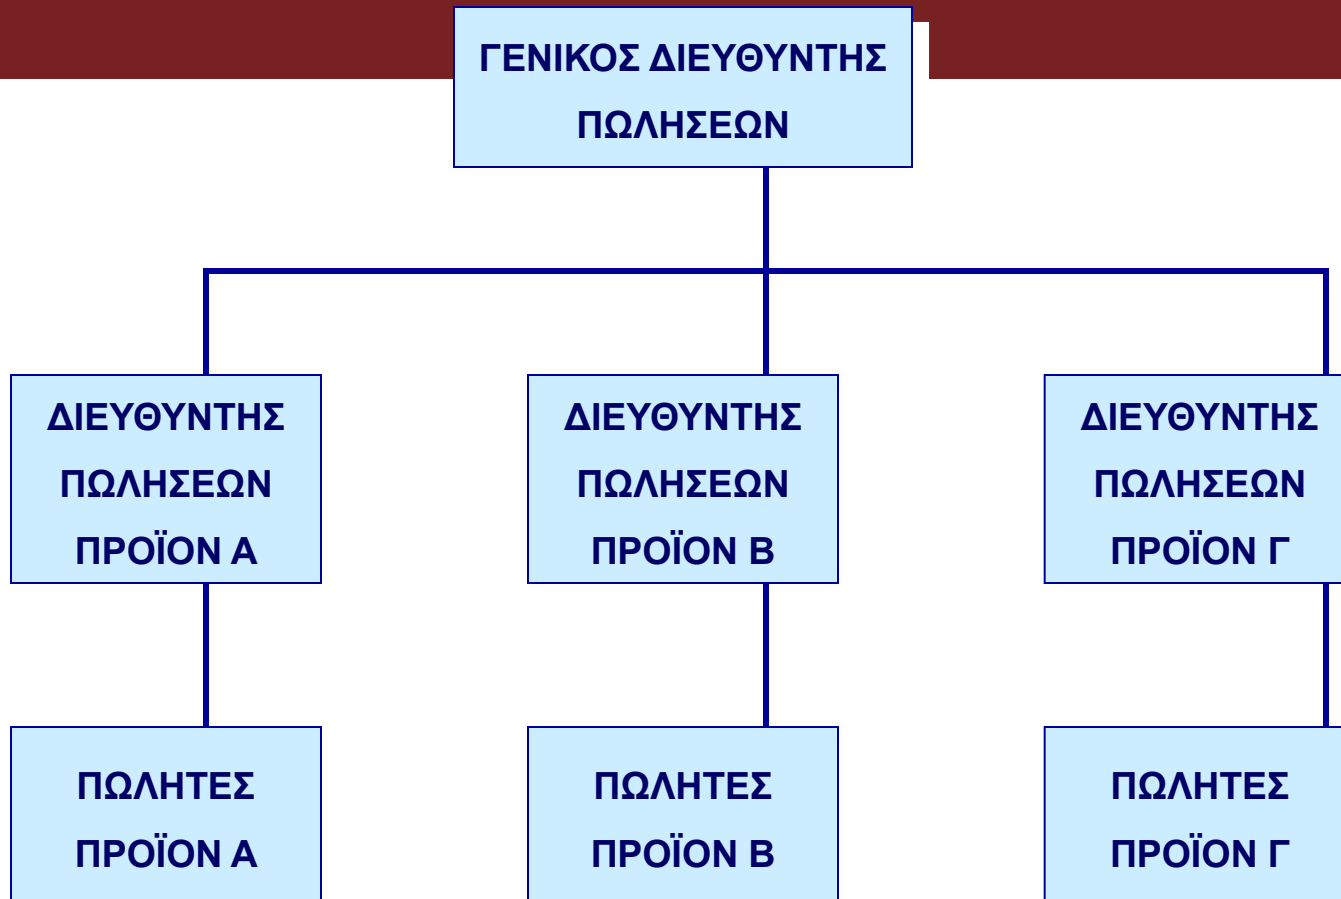 ΓΕΝΙΚΟΣ ΔΙΕΥΘΥΝΤΗΣ
ΠΩΛΗΣΕΩΝ
ΔΙΕΥΘΥΝΤΗΣ
ΠΩΛΗΣΕΩΝ
ΠΡΟΪΟΝ Α
ΔΙΕΥΘΥΝΤΗΣ
ΠΩΛΗΣΕΩΝ
ΠΡΟΪΟΝ Β
ΔΙΕΥΘΥΝΤΗΣ
ΠΩΛΗΣΕΩΝ
ΠΡΟΪΟΝ Γ
ΠΩΛΗΤΕΣ
ΠΡΟΪΟΝ Α
ΠΩΛΗΤΕΣ
ΠΡΟΪΟΝ Β
ΠΩΛΗΤΕΣ
ΠΡΟΪΟΝ Γ